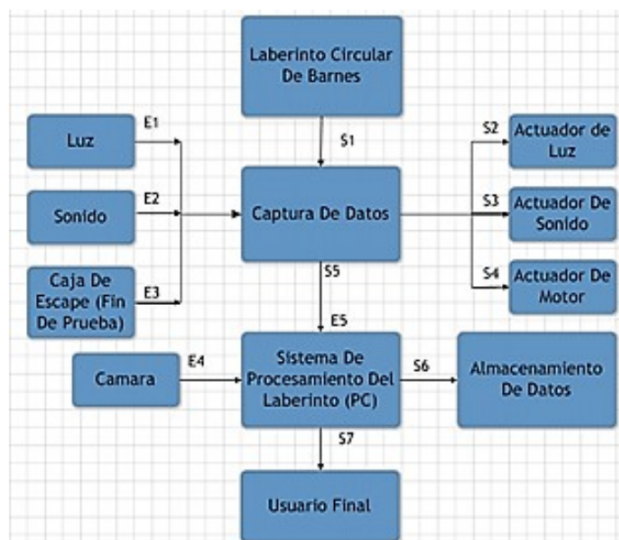 Laberinto Circular
De Barnes
S1
E1
Luz
E2
Sonido
E3
Caja De
Escape (Fin
De Prueba)
Captura De Datos
S2
Actuador de
Luz
S3
Actuador De
Sonido
S4
Actuador De
Motor
S5
E5
E4
Camara
Sistema De
Procesamiento Del
Laberinto (PC)
S6
Almacenamiento
De Datos
S7
Usuario Final